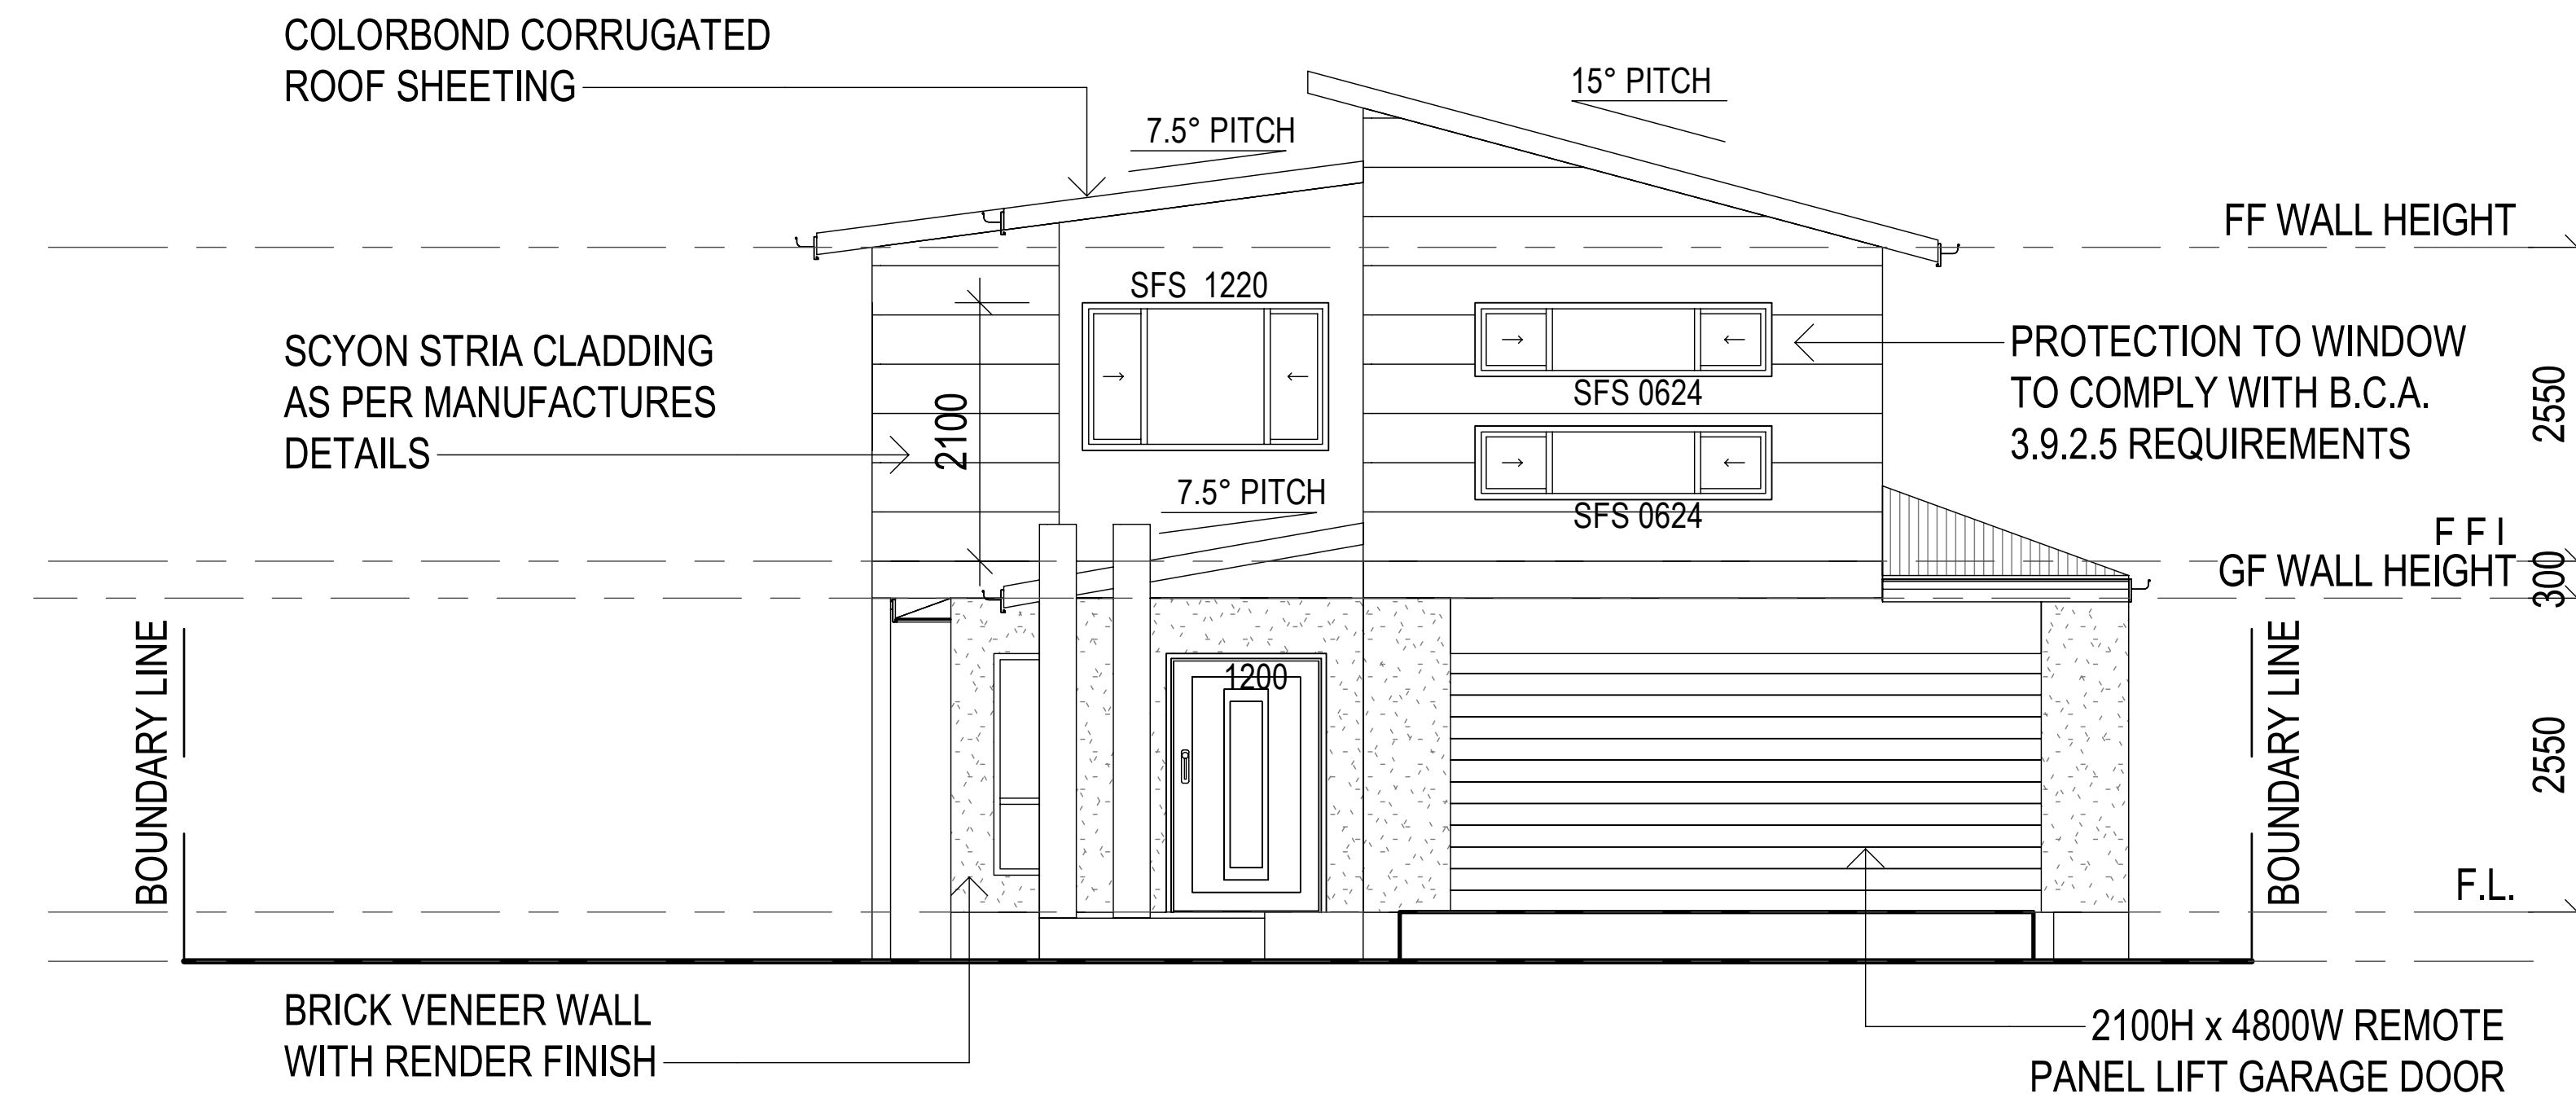 COLORBOND CORRUGATED
ROOF SHEETING
15° PITCH
7.5° PITCH
FF WALL HEIGHT
SFS 1220
SCYON STRIA CLADDING
AS PER MANUFACTURES
DETAILS
2100
SFS 0624
PROTECTION TO WINDOW
TO COMPLY WITH B.C.A.
3.9.2.5 REQUIREMENTS
2550
7.5° PITCH
SFS 0624
GF WALL HEIGHT
300
BOUNDARY LINE
1200
BOUNDARY LINE
2550
F.L.
BRICK VENEER WALL
WITH RENDER FINISH
2100H x 4800W REMOTE
PANEL LIFT GARAGE DOOR